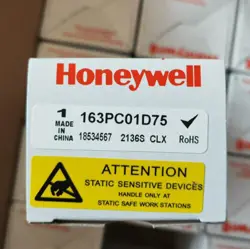 Honeywell
1 163PC01D75
MADE IN CHINA 18534567 2136S CLX RoHS
ATTENTION
STATIC SENSITIVE DEVICES
HANDLE ONLY AT
STATIC SAFE WORK STATIONS